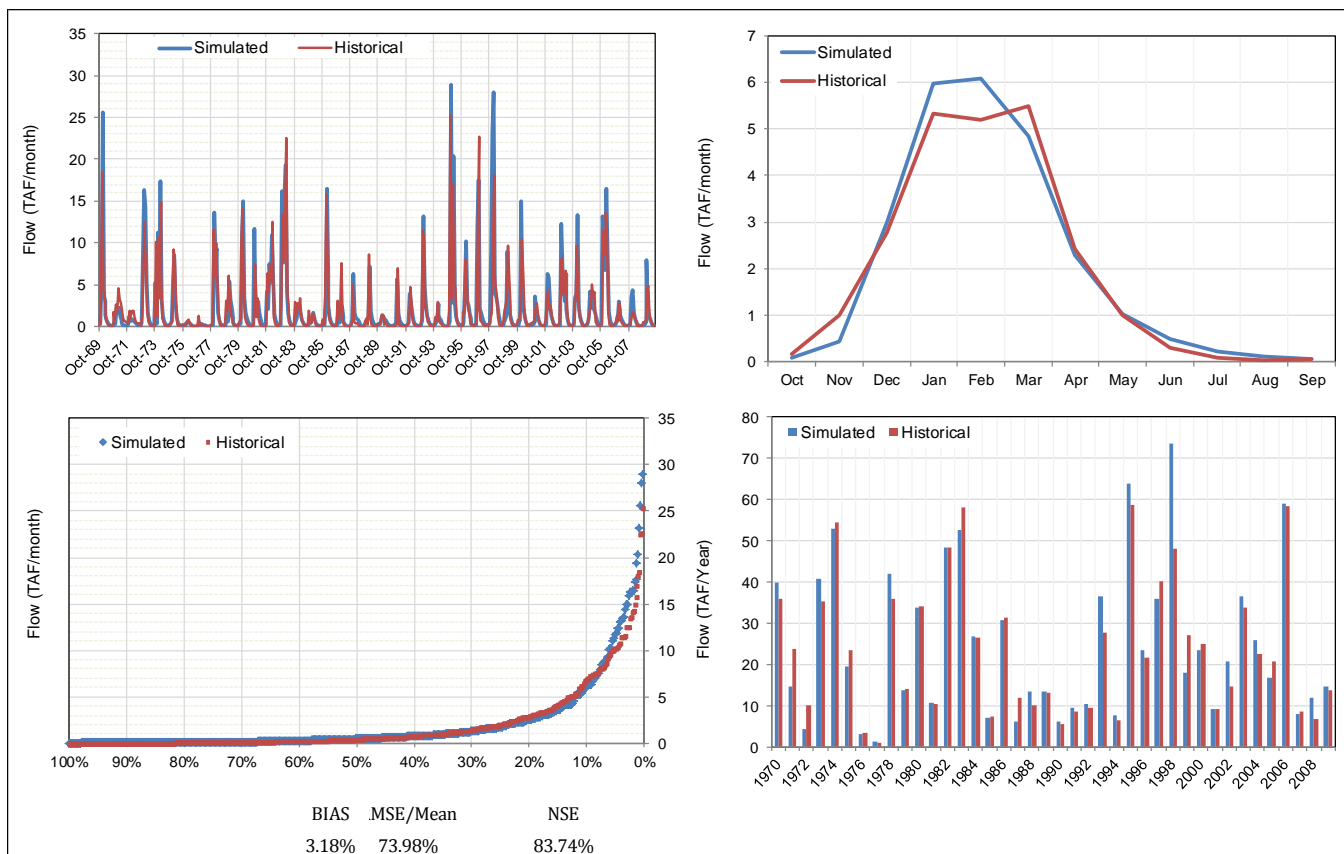 Simulated Historical
Flow (TAF/month)
35
30
25
20
15
10
5
0
Oct-69 Oct-71 Oct-73 Oct-75 Oct-77 Oct-79 Oct-81 Oct-83 Oct-85 Oct-87 Oct-89 Oct-91 Oct-93 Oct-95 Oct-97 Oct-99 Oct-01 Oct-03 Oct-05 Oct-07
Simulated
Historical
Flow (TAF/month)
7
6
5
4
3
2
1
0
Oct Nov Dec Jan Feb Mar Apr May Jun Jul Aug Sep
Simulated Historical
Flow (TAF/month)
35
30
25
20
15
10
5
0
100% 90% 80% 70% 60% 50% 40% 30% 20% 10% 0%
BIAS MSE/Mean NSE
3.18% 73.98% 83.74%
Simulated Historical
Flow (TAF/Year)
80
70
60
50
40
30
20
10
0
1970 1972 1974 1976 1978 1980 1982 1984 1986 1988 1990 1992 1994 1996 1998 2000 2002 2004 2006 2008